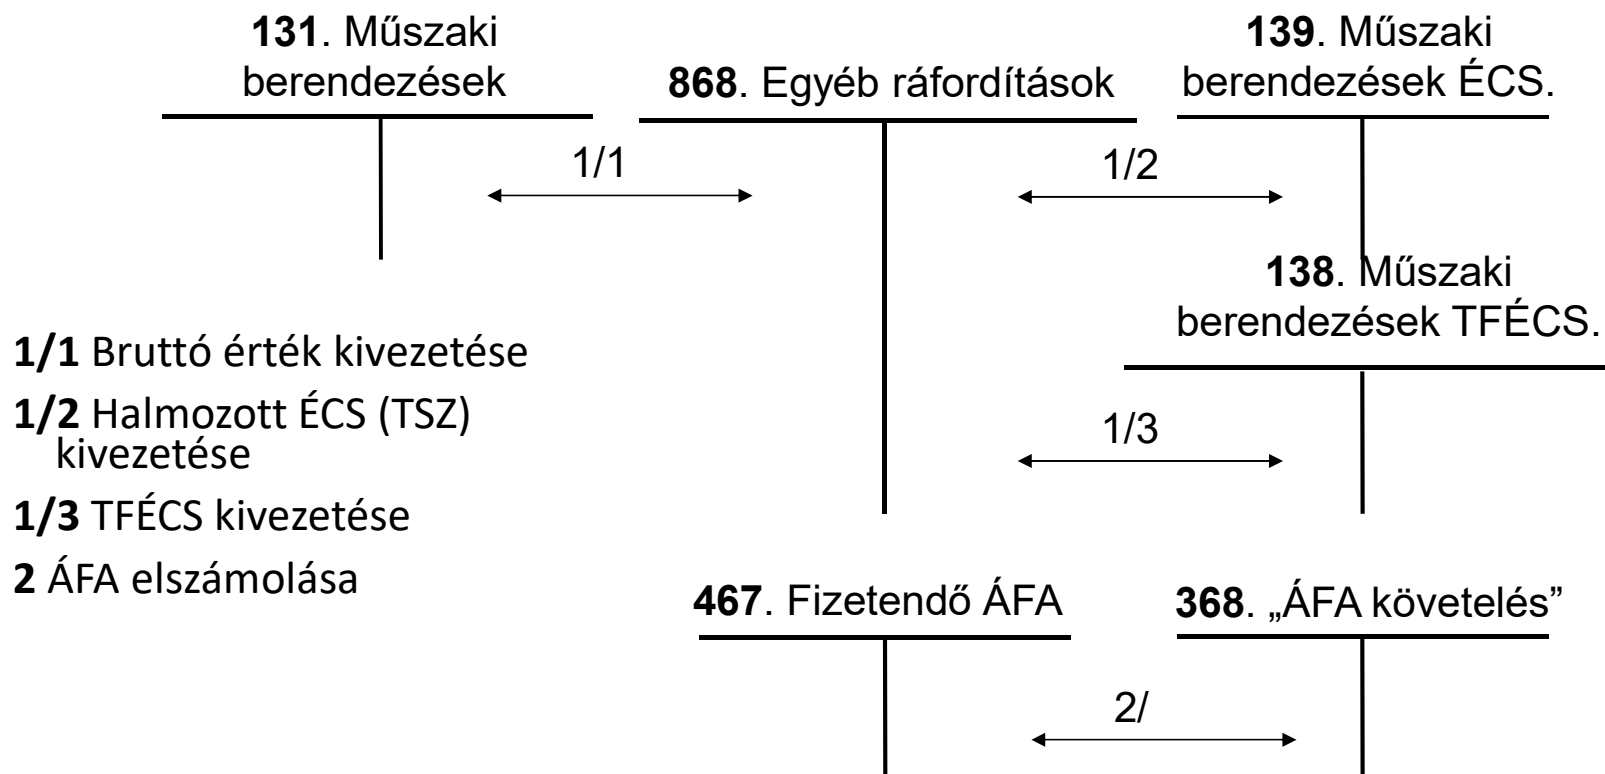 131. Műszaki
berendezések
868. Egyéb ráfordítások
139. Műszaki
berendezések ÉCS.
1/1
1/2
138. Műszaki
berendezések TFÉCS.
1/3
1/1 Bruttó érték kivezetése
1/2 Halmozott ÉCS (TSZ)
kivezetése
1/3 TFÉCS kivezetése
2 ÁFA elszámolása
467. Fizetendő ÁFA
368. „ÁFA követelés”
2/